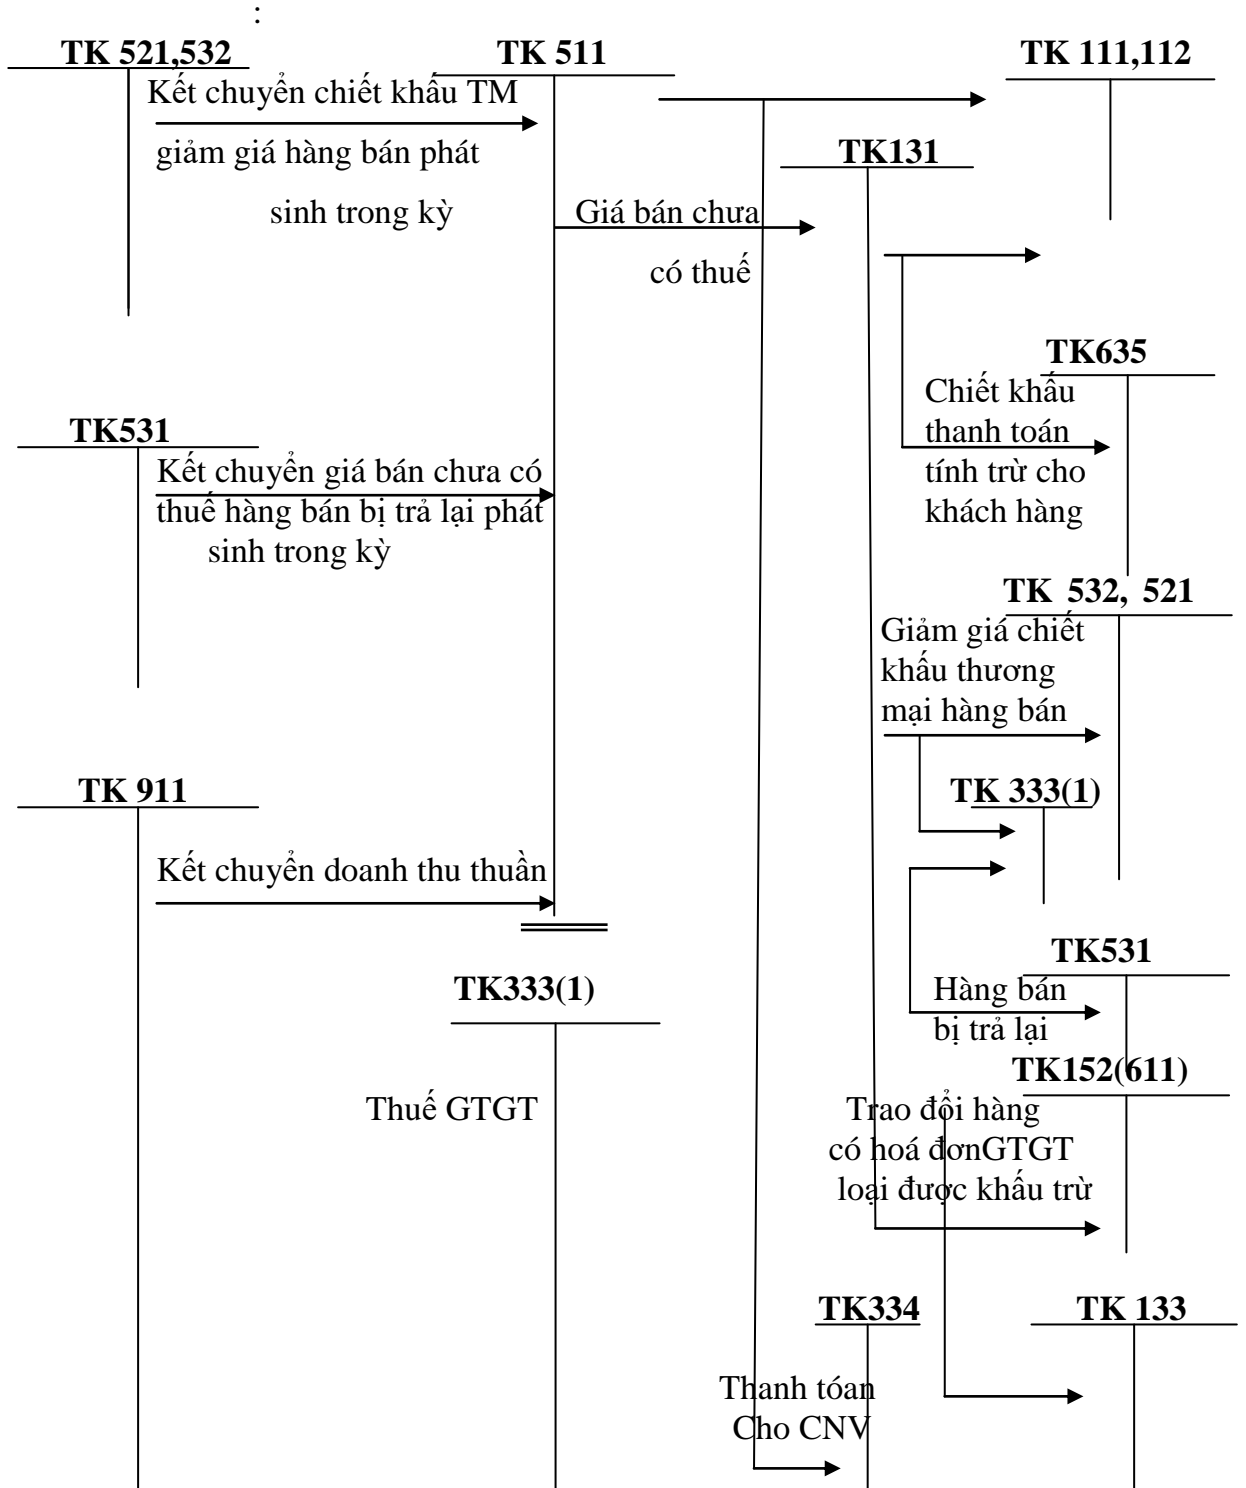 :
TK 521,532
TK 511
TK 111,112
Kết chuyển chiết khấu TM
giảm giá hàng bán phát
sinh trong kỳ
TK131
Giá bán chưa
có thuế
TK635
Chiết khấu
thanh toán
tính trừ cho
khách hàng
TK531
Kết chuyển giá bán chưa có
thuế hàng bán bị trả lại phát
sinh trong kỳ
TK 532, 521
Giảm giá chiết
khấu thương
mại hàng bán
TK 911
TK 333(1)
Kết chuyển doanh thu thuần
TK531
Hàng bán
bị trả lại
TK333(1)
TK152(611)
Thuế GTGT
Trao đổi hàng
có hoá đơnGTGT
loại được khấu trừ
TK334
TK 133
Thanh tóan
Cho CNV